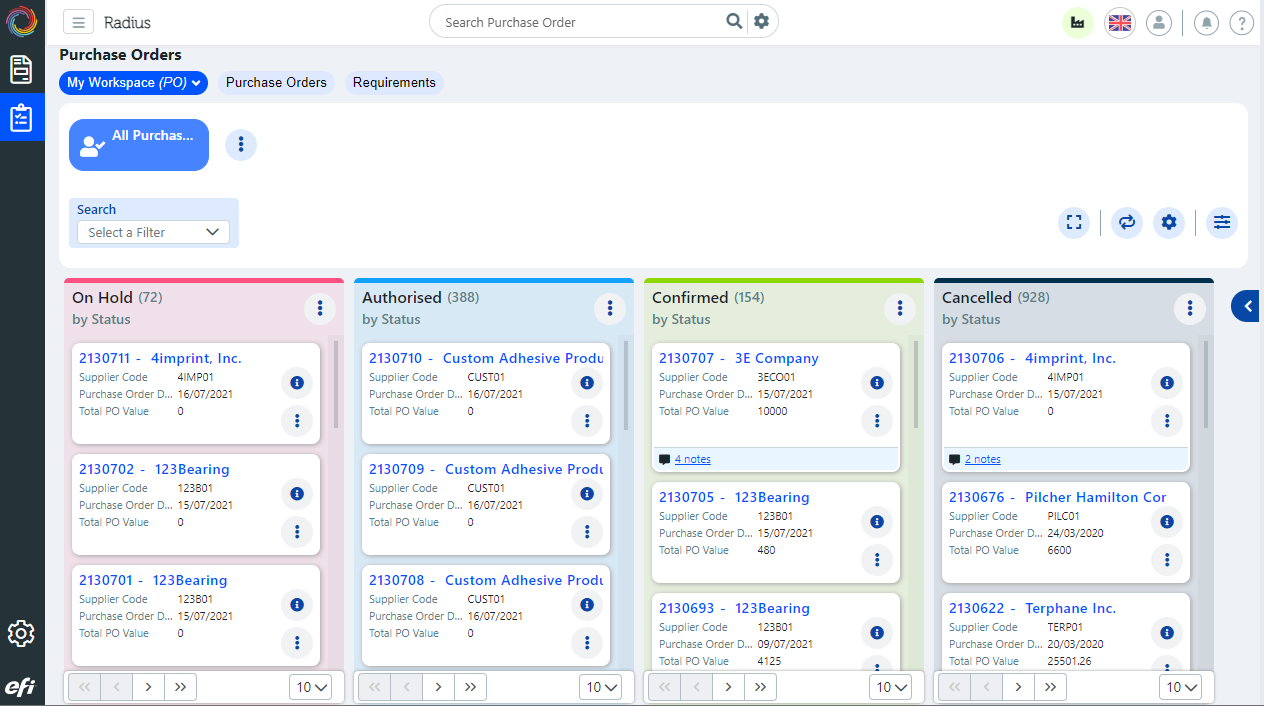 Radius
Search Purchase Order
Purchase Orders
My Workspace (PO)
Purchase Orders
Requirements
All Purchas...
Search
Select a Filter
On Hold (72)
by Status
2130711 - 4imprint, Inc.
Supplier Code 4IMP01
Purchase Order D... 16/07/2021
Total PO Value 0
2130702 - 123Bearing
Supplier Code 123B01
Purchase Order D... 15/07/2021
Total PO Value 0
2130701 - 123Bearing
Supplier Code 123B01
Purchase Order D... 15/07/2021
Total PO Value 0
10
Authorised (388)
by Status
2130710 - Custom Adhesive Produ
Supplier Code CUST01
Purchase Order D... 16/07/2021
Total PO Value 0
2130709 - Custom Adhesive Produ
Supplier Code CUST01
Purchase Order D... 16/07/2021
Total PO Value 0
2130708 - Custom Adhesive Produ
Supplier Code CUST01
Purchase Order D... 16/07/2021
Total PO Value 0
10
Confirmed (154)
by Status
2130707 - 3E Company
Supplier Code 3ECO01
Purchase Order D... 15/07/2021
Total PO Value 10000
4 notes
2130705 - 123Bearing
Supplier Code 123B01
Purchase Order D... 15/07/2021
Total PO Value 480
2130693 - 123Bearing
Supplier Code 123B01
Purchase Order D... 09/07/2021
Total PO Value 4125
10
Cancelled (928)
by Status
2130706 - 4imprint, Inc.
Supplier Code 4IMP01
Purchase Order D... 15/07/2021
Total PO Value 0
2 notes
2130676 - Pilcher Hamilton Cor
Supplier Code PILC01
Purchase Order D... 24/03/2020
Total PO Value 6600
2130622 - Terphane Inc.
Supplier Code TERP01
Purchase Order D... 20/03/2020
Total PO Value 25501.26
10
efi